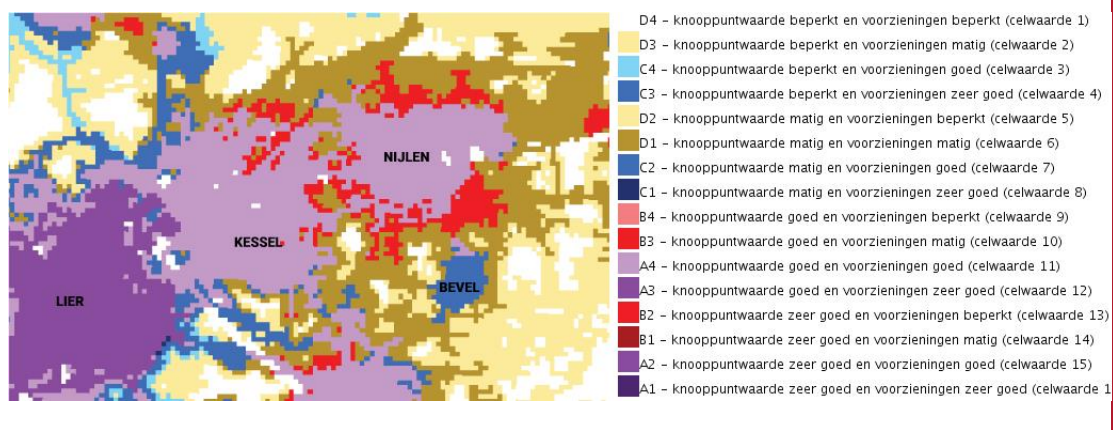 NIJLEN
KESSEL
BEVEL
LIER
D4 – knooppuntwaarde beperkt en voorzieningen beperkt (celwaarde 1)
D3 – knooppuntwaarde beperkt en voorzieningen matig (celwaarde 2)
C4 – knooppuntwaarde beperkt en voorzieningen goed (celwaarde 3)
C3 – knooppuntwaarde beperkt en voorzieningen zeer goed (celwaarde 4)
D2 – knooppuntwaarde matig en voorzieningen beperkt (celwaarde 5)
D1 – knooppuntwaarde matig en voorzieningen matig (celwaarde 6)
C2 – knooppuntwaarde matig en voorzieningen goed (celwaarde 7)
C1 – knooppuntwaarde matig en voorzieningen zeer goed (celwaarde 8)
B4 – knooppuntwaarde goed en voorzieningen beperkt (celwaarde 9)
B3 – knooppuntwaarde goed en voorzieningen matig (celwaarde 10)
A4 – knooppuntwaarde goed en voorzieningen goed (celwaarde 11)
A3 – knooppuntwaarde goed en voorzieningen zeer goed (celwaarde 12)
B2 – knooppuntwaarde zeer goed en voorzieningen beperkt (celwaarde 13)
B1 – knooppuntwaarde zeer goed en voorzieningen matig (celwaarde 14)
A2 – knooppuntwaarde zeer goed en voorzieningen goed (celwaarde 15)
A1 – knooppuntwaarde zeer goed en voorzieningen zeer goed (celwaarde 1